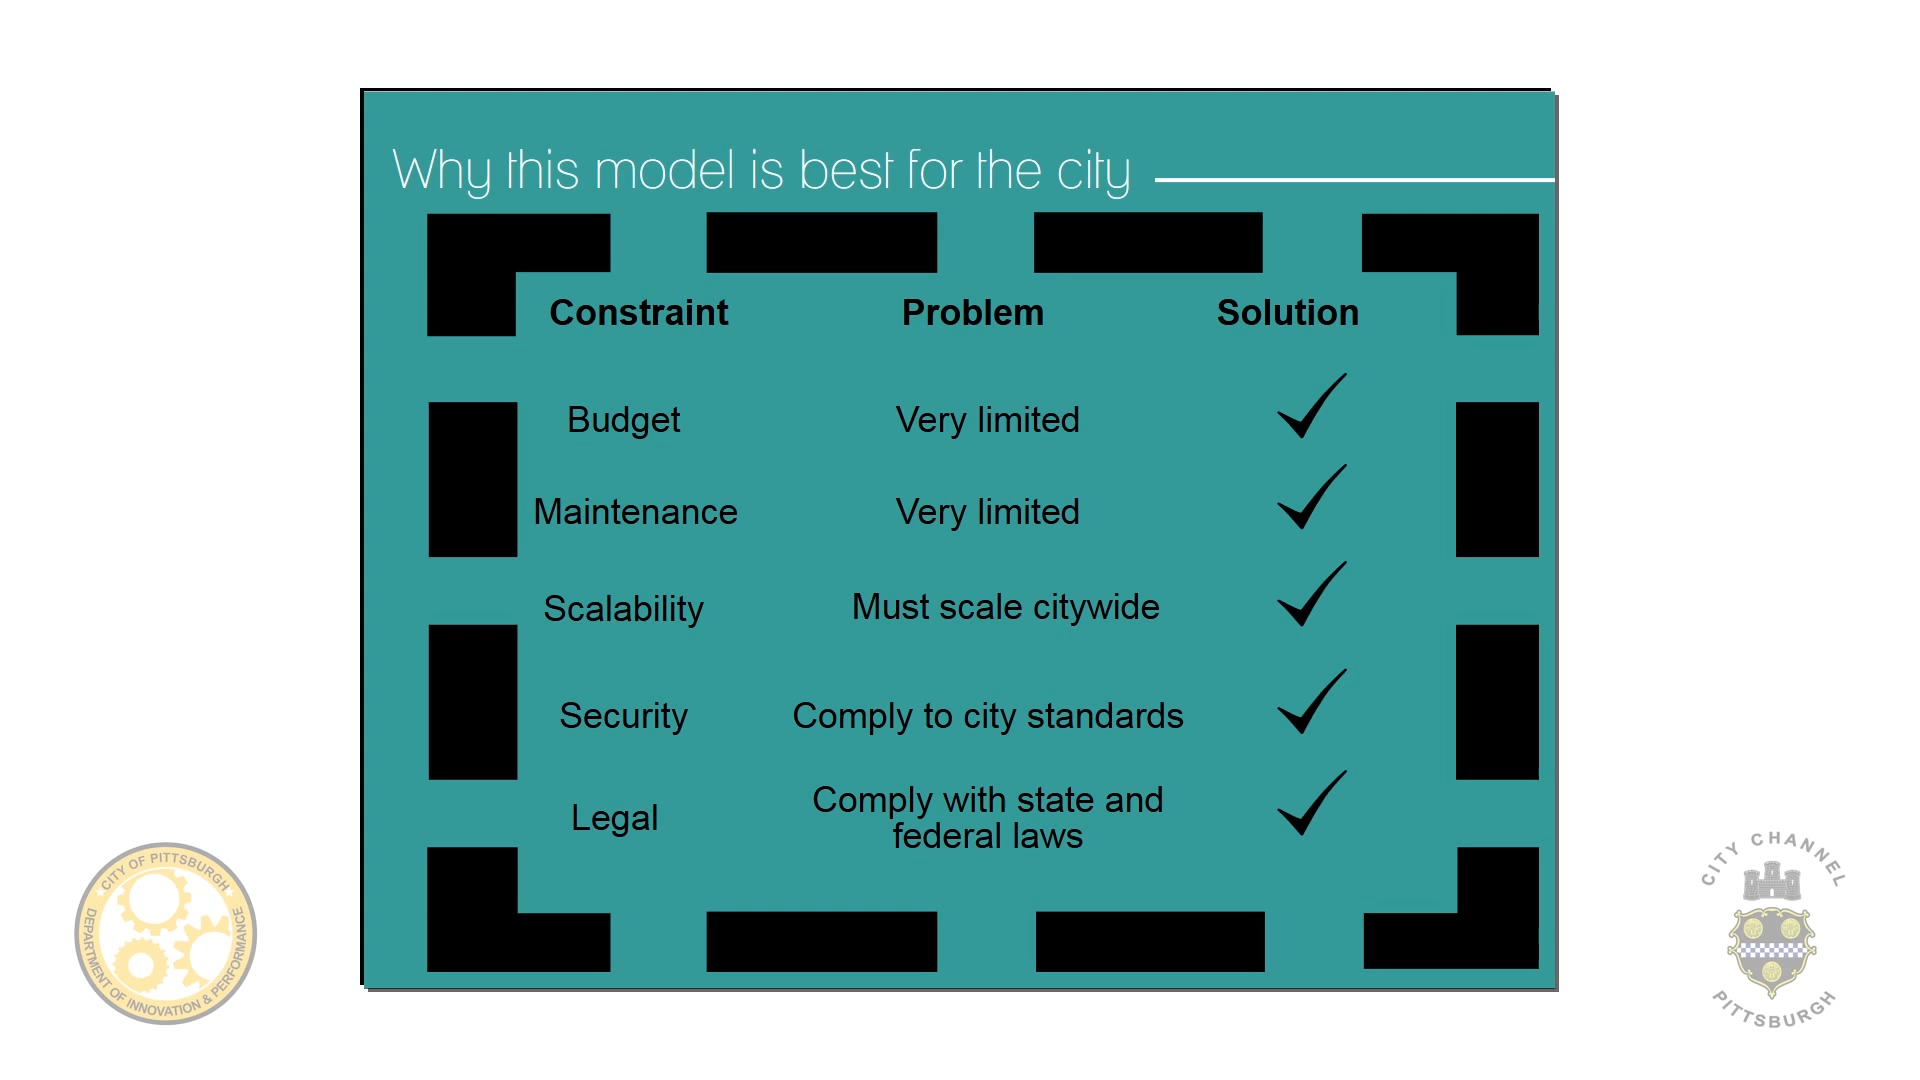 Why this model is best for the city
Constraint Problem Solution
Budget Very limited
Maintenance Very limited
Scalability Must scale citywide
Security Comply to city standards
Legal Comply with state and
federal laws
CITY OF PITTSBURGH
DEPARTMENT OF INNOVATION & PERFORMANCE
CITY CHANNEL
PITTSBURGH